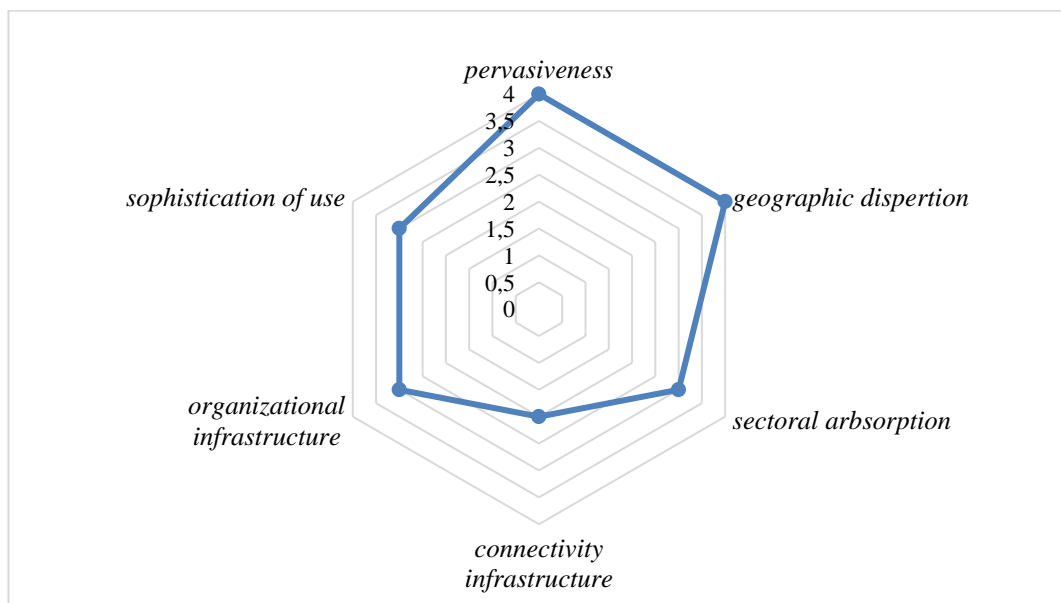 pervasiveness
4
3,5
3
2,5
2
1,5
1
0,5
0
geographic dispertion
sectoral arbsorption
connectivity
infrastructure
organizational
infrastructure
sophistication of use